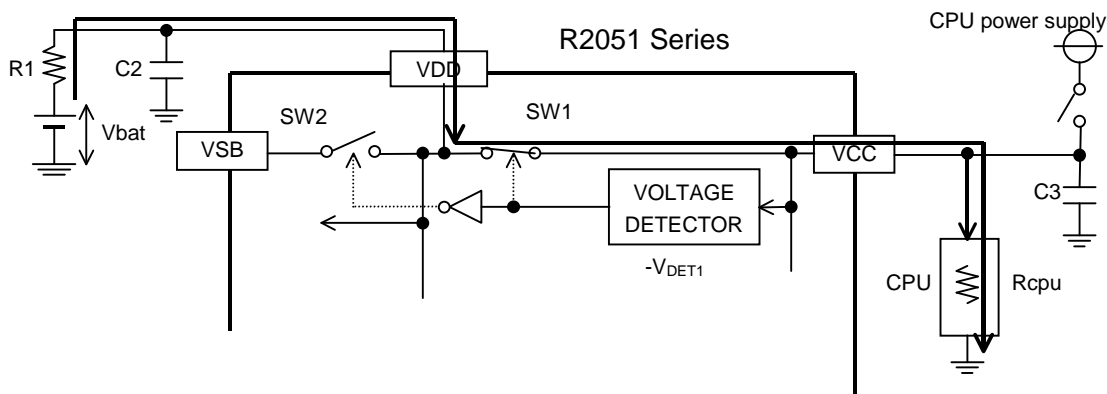 CPU power supply
R2051 Series
R1
C2
VDD
Vbat
SW2
SW1
VSB
VCC
VOLTAGE
DETECTOR
C3
-VDET1
CPU
Rcpu